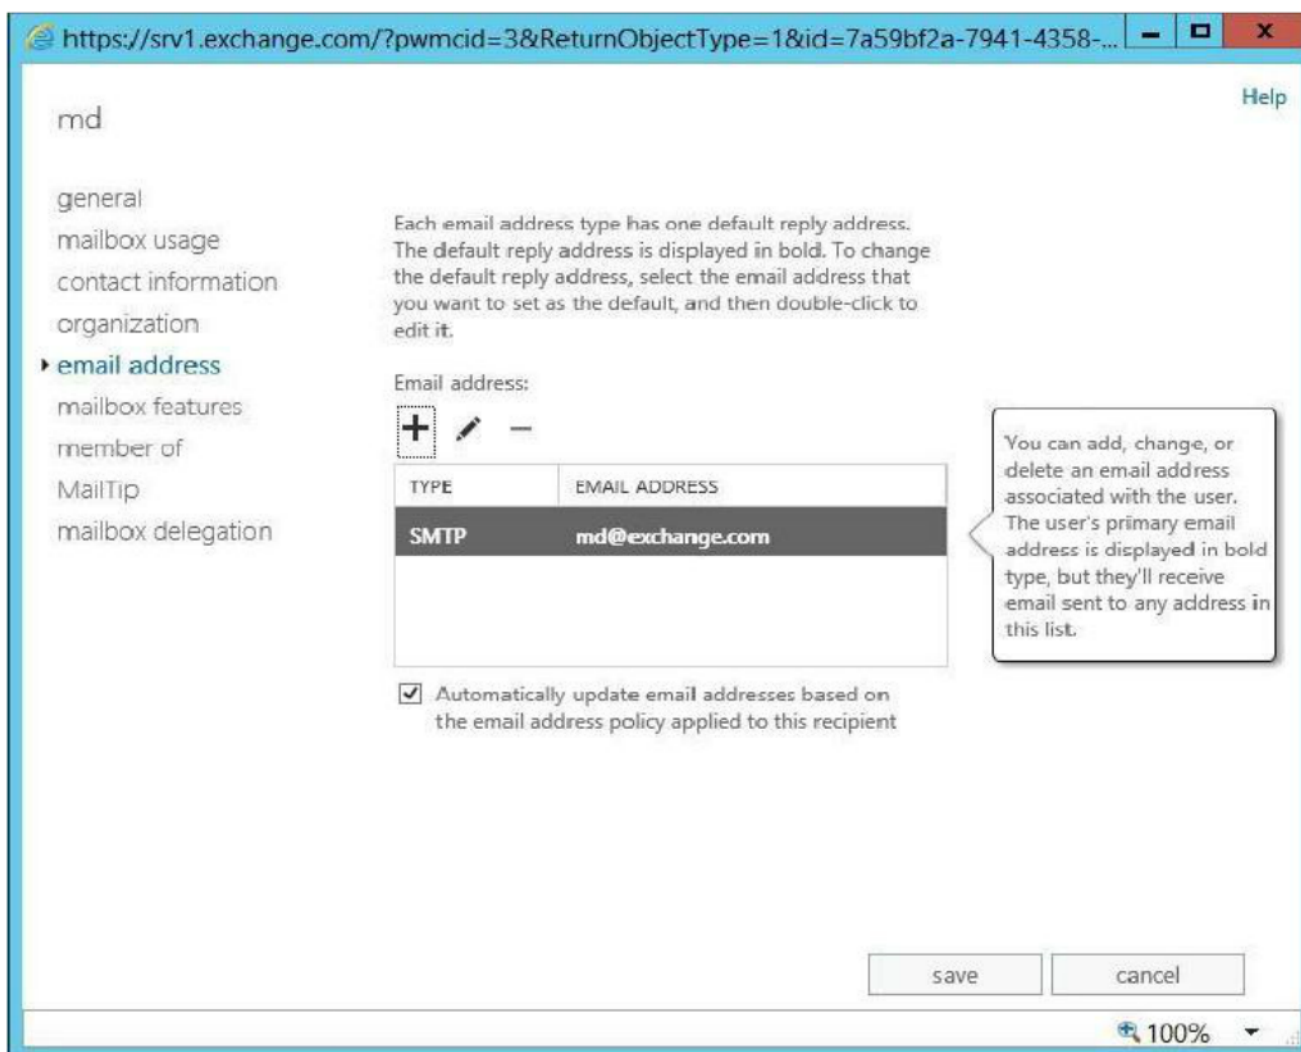 https://srv1.exchange.com/?pwmcid=3&ReturnObjectType=1&id=7a59bf2a-7941-4358-...
Help
md
general
mailbox usage
contact information
organization
email address
mailbox features
member of
MailTip
mailbox delegation
Each email address type has one default reply address.
The default reply address is displayed in bold. To change
the default reply address, select the email address that
you want to set as the default, and then double-click to
edit it.
Email address:
TYPE EMAIL ADDRESS
SMTP md@exchange.com
You can add, change, or
delete an email address
associated with the user.
The user's primary email
address is displayed in bold
type, but they'll receive
email sent to any address in
this list.
Automatically update email addresses based on
the email address policy applied to this recipient
save cancel
100%